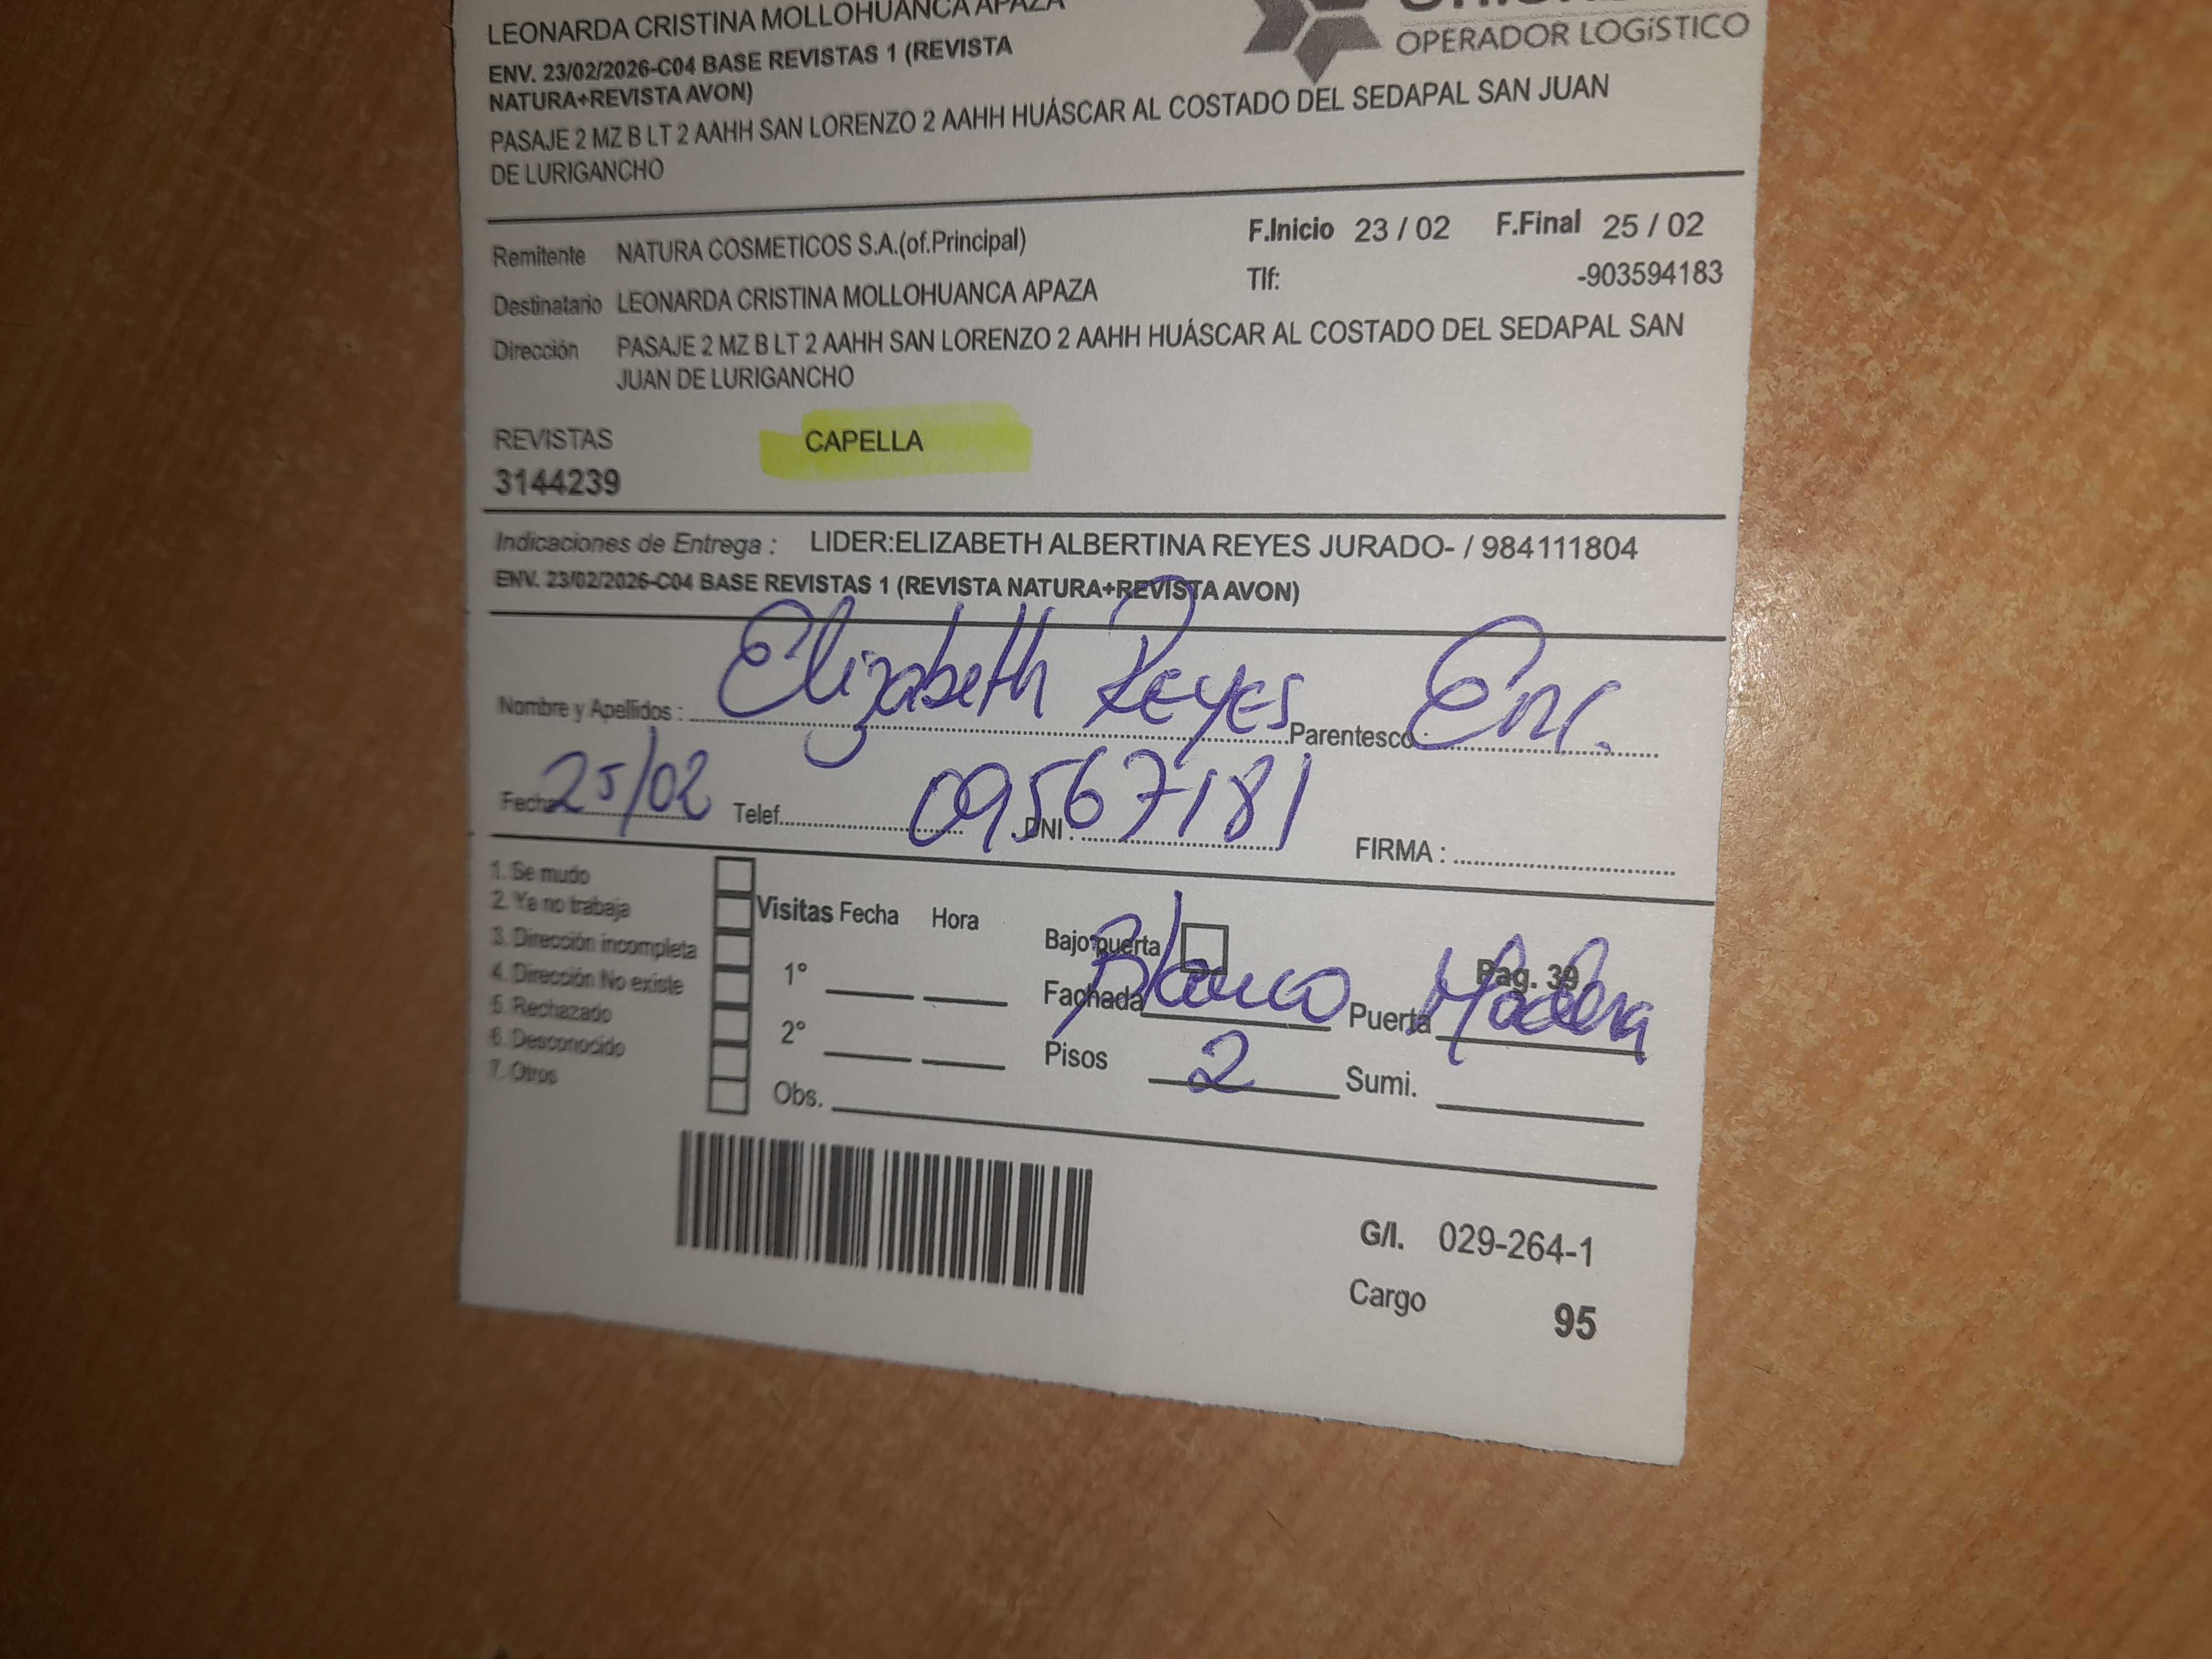 LEONARDA CRISTINA MOLLOHUANCA APAZA
ENV. 23/02/2026-C04 BASE REVISTAS 1 (REVISTA
NATURA+REVISTA AVON)
OPERADOR LOGíSTICO
PASAJE 2 MZ B LT 2 AAHH SAN LORENZO 2 AAHH HUÁSCAR AL COSTADO DEL SEDAPAL SAN JUAN
DE LURIGANCHO
F.Inicio 23 / 02 F.Final 25 / 02
Remitente NATURA COSMETICOS S.A.(of.Principal)
Tlf: -903594183
Destinatario LEONARDA CRISTINA MOLLOHUANCA APAZA
Dirección PASAJE 2 MZ B LT 2 AAHH SAN LORENZO 2 AAHH HUÁSCAR AL COSTADO DEL SEDAPAL SAN
JUAN DE LURIGANCHO
REVISTAS CAPELLA
3144239
Indicaciones de Entrega : LIDER:ELIZABETH ALBERTINA REYES JURADO- / 984111804
ENV. 23/02/2026-C04 BASE REVISTAS 1 (REVISTA NATURA+REVISTA AVON)
Nombre y Apellidos : Elizabeth Reyes Parentesco : Enc.
Fecha 25/02 Telef. DNI : 09567181 FIRMA :
1. Se mudo
2. Ya no trabaja
3. Dirección incompleta
4. Dirección No existe
5. Rechazado
6. Desconocido
7. Otros
Visitas Fecha Hora
1°
2°
Obs.
Bajo puerta
Pag. 39
Fachada Blanco Puerta Madera
Pisos 2 Sumi.
G/I. 029-264-1
Cargo 95